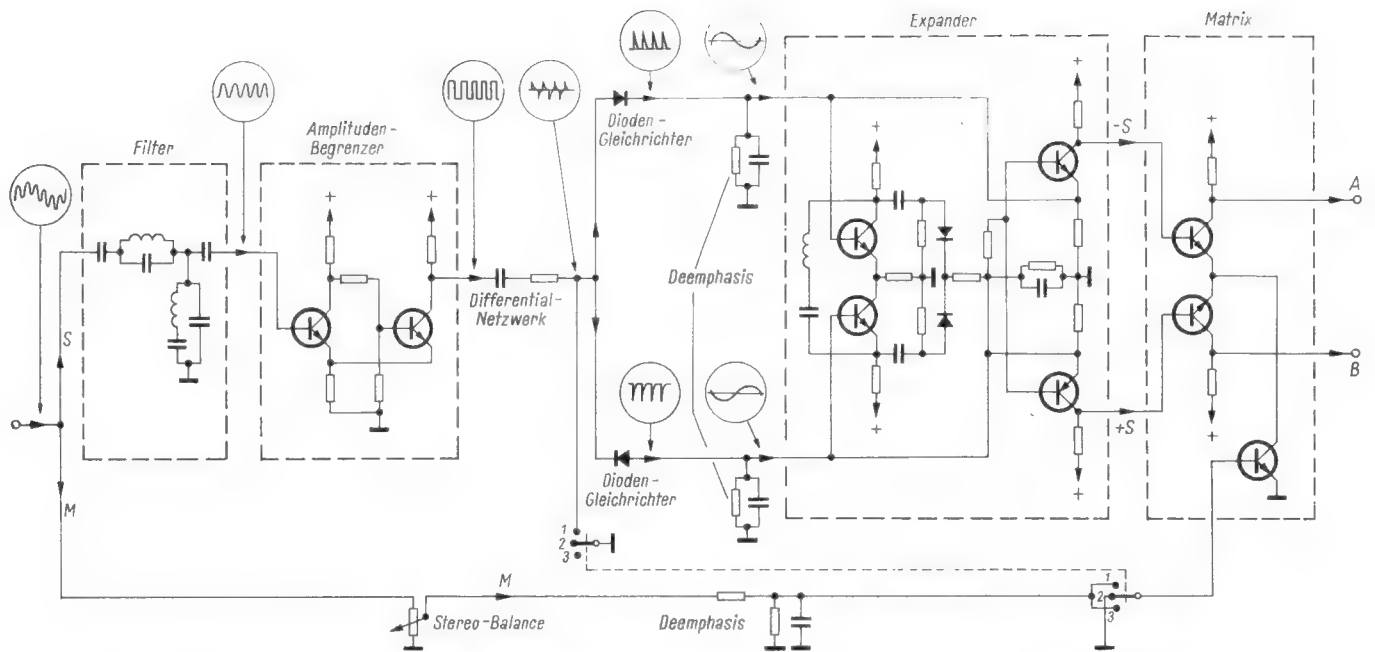 Expander
Matrix
Amplituden-
Begrenzer
Filter
Dioden-
Gleichrichter
-S
+
+
+
+
+
+
A
Deemphasis
Differential-
Netzwerk
S
B
+S
+
+
+
Dioden-
Gleichrichter
M
1
2
3
M
1
2
3
Stereo-Balance
Deemphasis